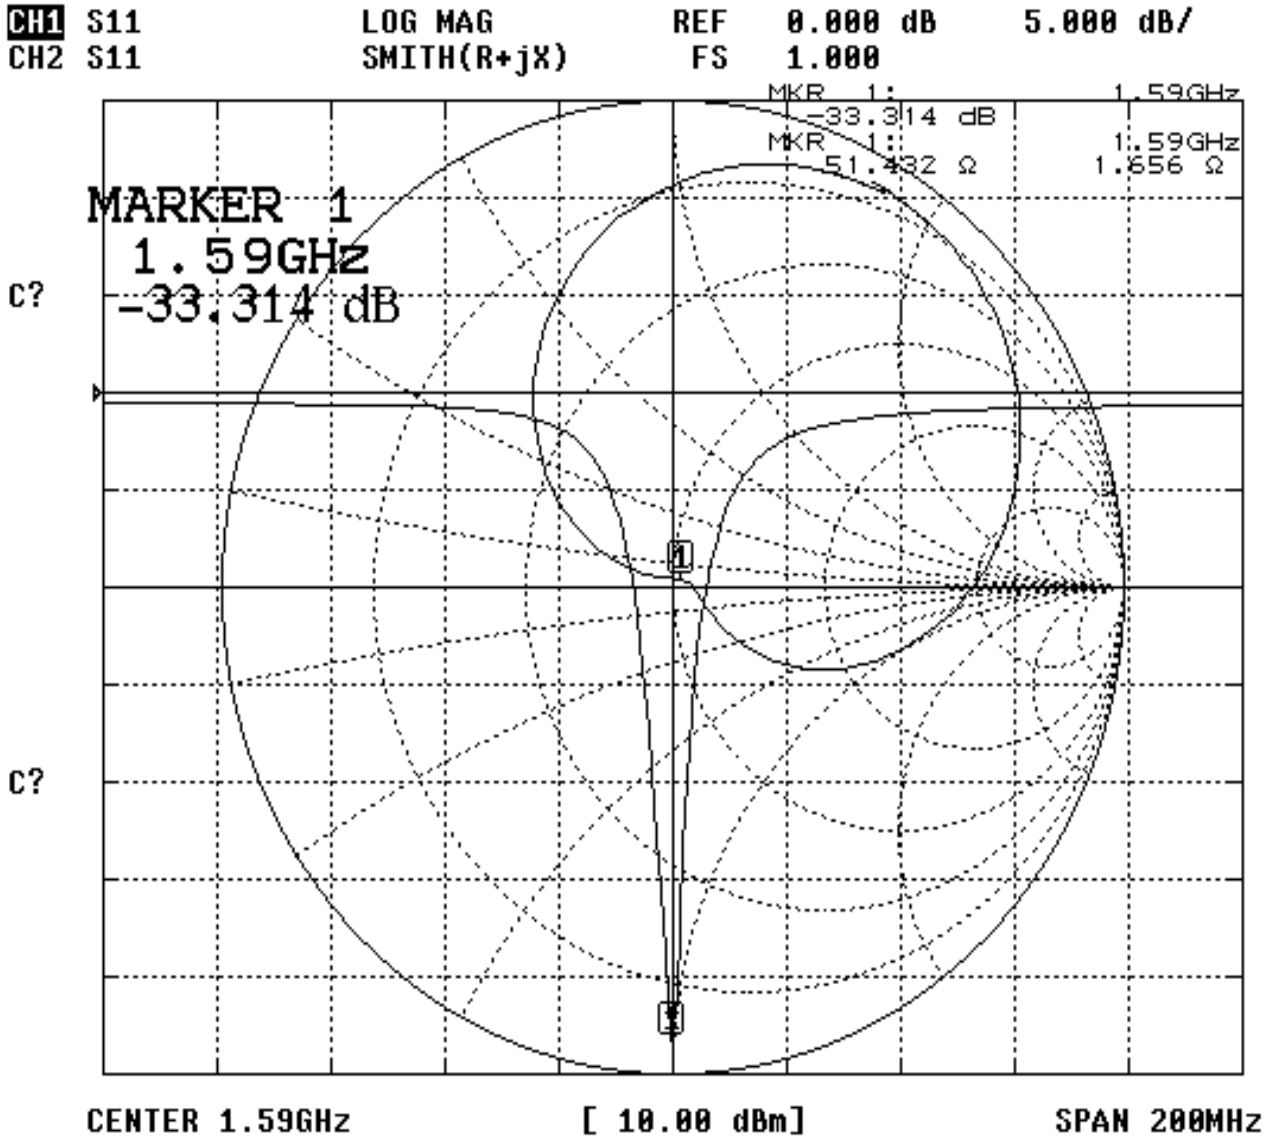 CH1 S11 LOG MAG REF 0.000 dB 5.000 dB/
CH2 S11 SMITH(R+jX) FS 1.000
MKR 1: 1.59GHz
-33.314 dB
MKR 1: 1.59GHz
51.432 Ω 1.656 Ω
MARKER 1
1.59GHz
-33.314 dB
C?
1
C?
1
CENTER 1.59GHz [ 10.00 dBm] SPAN 200MHz